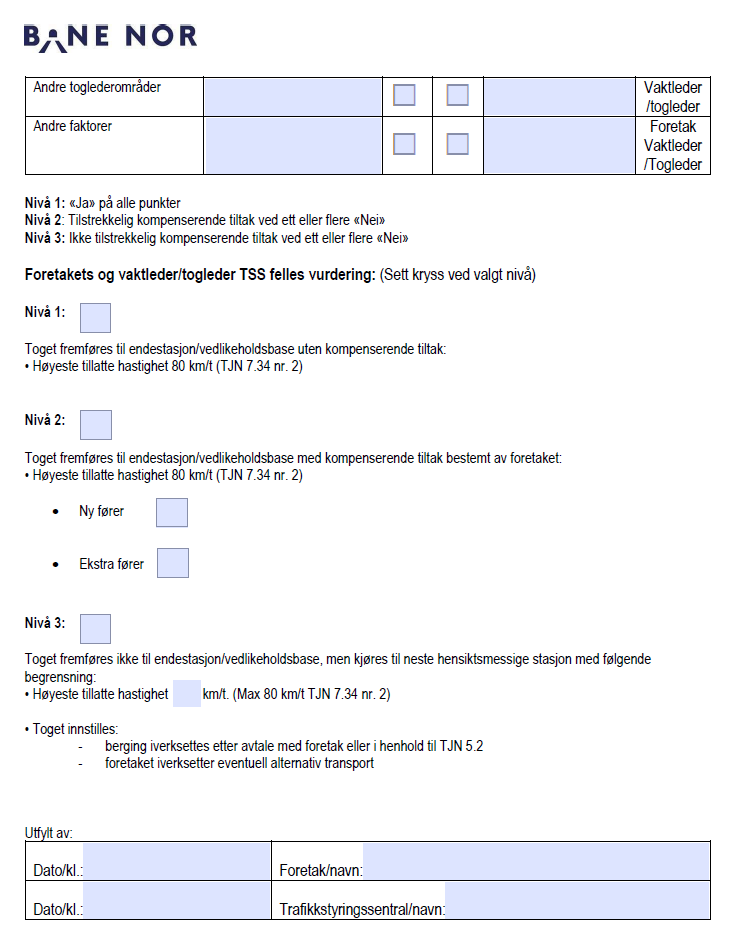 BANE NOR
Andre toglederområder
Vaktleder
/togleder
Andre faktorer
Foretak
Vaktleder
/Togleder
Nivå 1: «Ja» på alle punkter
Nivå 2: Tilstrekkelig kompenserende tiltak ved ett eller flere «Nei»
Nivå 3: Ikke tilstrekkelig kompenserende tiltak ved ett eller flere «Nei»
Foretakets og vaktleder/togleder TSS felles vurdering: (Sett kryss ved valgt nivå)
Nivå 1:
Toget fremføres til endestasjon/vedlikeholdsbase uten kompenserende tiltak:
• Høyeste tillatte hastighet 80 km/t (TJN 7.34 nr. 2)
Nivå 2:
Toget fremføres til endestasjon/vedlikeholdsbase med kompenserende tiltak bestemt av foretaket:
• Høyeste tillatte hastighet 80 km/t (TJN 7.34 nr. 2)
• Ny fører
• Ekstra fører
Nivå 3:
Toget fremføres ikke til endestasjon/vedlikeholdsbase, men kjøres til neste hensiktsmessige stasjon med følgende
begrensning:
• Høyeste tillatte hastighet km/t. (Max 80 km/t TJN 7.34 nr. 2)
• Toget innstilles:
- berging iverksettes etter avtale med foretak eller i henhold til TJN 5.2
- foretaket iverksetter eventuell alternativ transport
Utfylt av:
Dato/kl.: Foretak/navn:
Dato/kl.: Trafikkstyringssentral/navn: